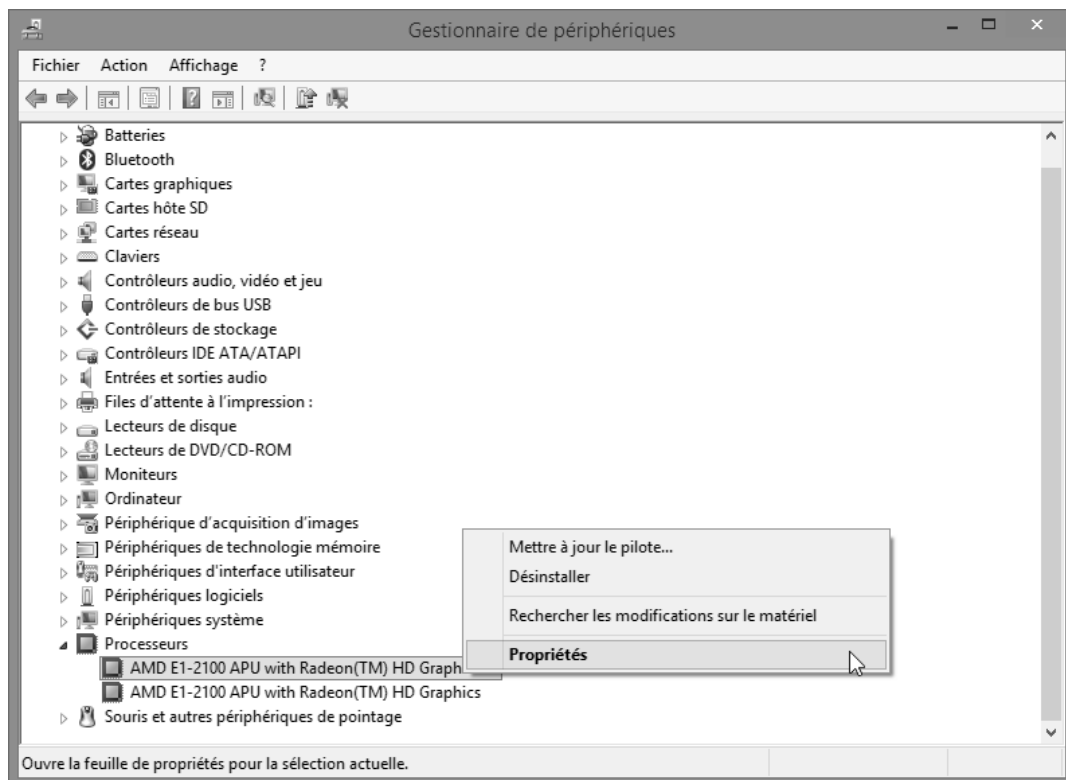 Gestionnaire de périphériques
Fichier Action Affichage ?
Batteries
Bluetooth
Cartes graphiques
Cartes hôte SD
Cartes réseau
Claviers
Contrôleurs audio, vidéo et jeu
Contrôleurs de bus USB
Contrôleurs de stockage
Contrôleurs IDE ATA/ATAPI
Entrées et sorties audio
Files d'attente à l'impression :
Lecteurs de disque
Lecteurs de DVD/CD-ROM
Moniteurs
Ordinateur
Périphérique d'acquisition d'images
Périphériques de technologie mémoire
Périphériques d'interface utilisateur
Périphériques logiciels
Périphériques système
Processeurs
AMD E1-2100 APU with Radeon(TM) HD Graph
AMD E1-2100 APU with Radeon(TM) HD Graphics
Souris et autres périphériques de pointage
Mettre à jour le pilote...
Désinstaller
Rechercher les modifications sur le matériel
Propriétés
Ouvre la feuille de propriétés pour la sélection actuelle.